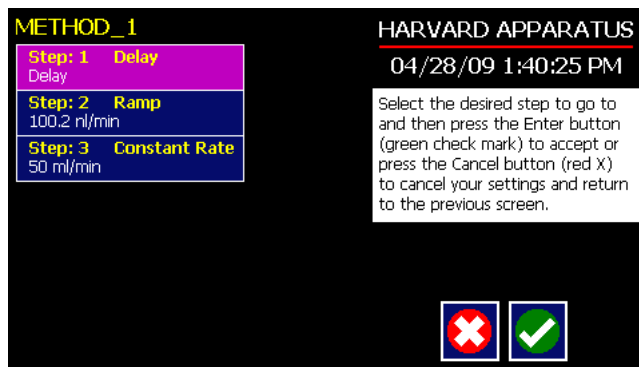 METHOD_1
Step: 1 Delay
Delay
Step: 2 Ramp
100.2 nl/min
Step: 3 Constant Rate
50 ml/min
HARVARD APPARATUS
04/28/09 1:40:25 PM
Select the desired step to go to
and then press the Enter button
(green check mark) to accept or
press the Cancel button (red X)
to cancel your settings and return
to the previous screen.